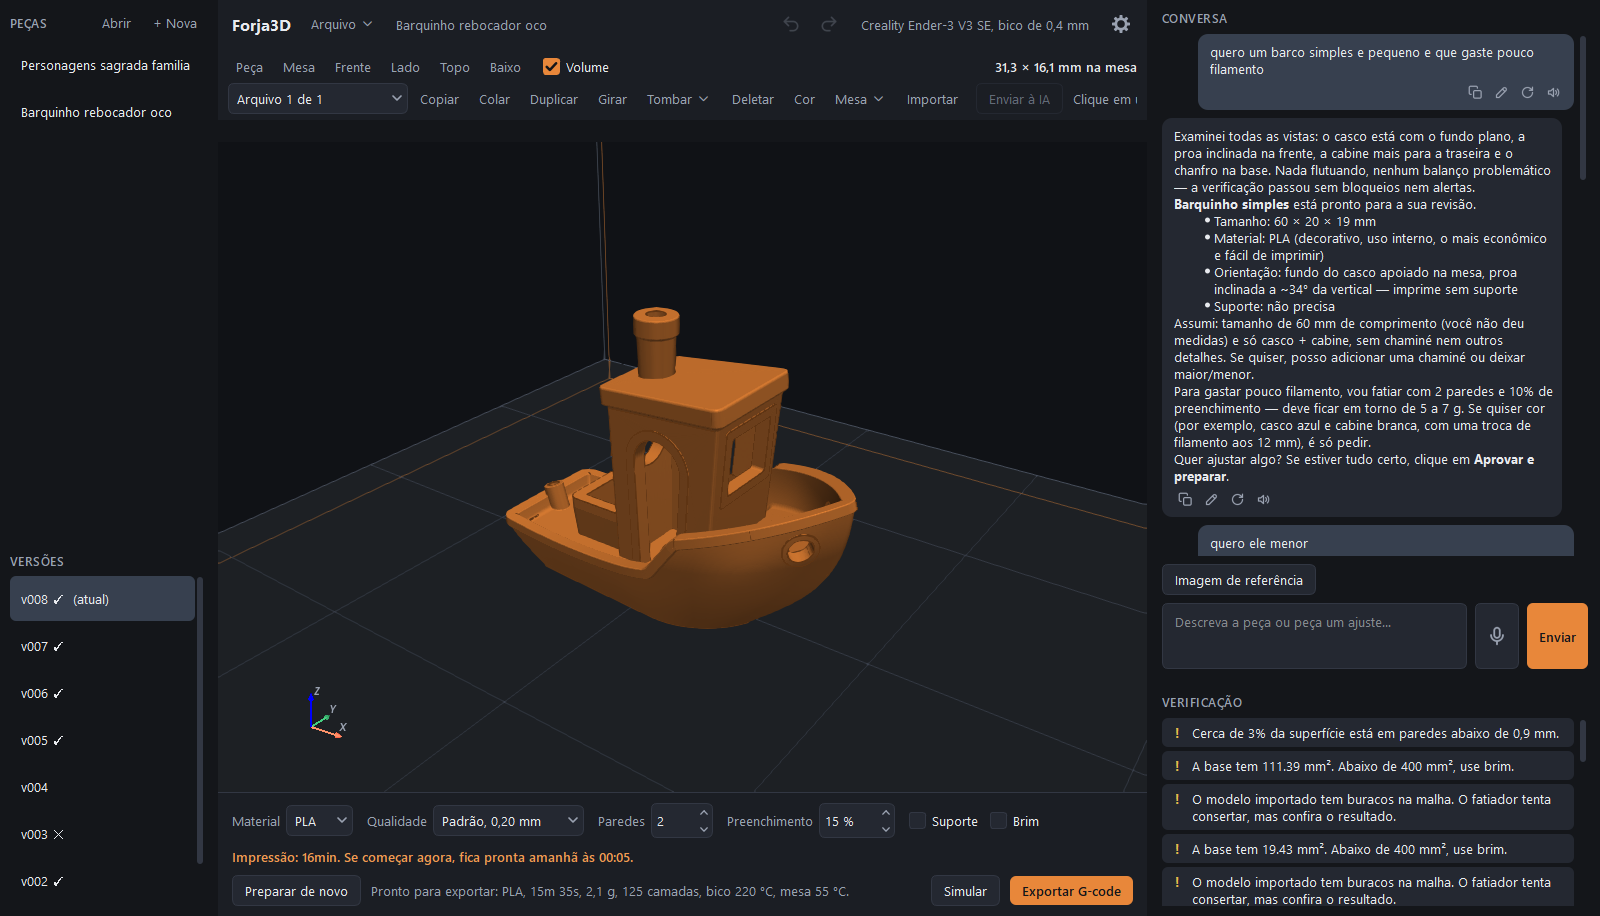 PEÇAS
Abrir
+ Nova
Personagens sagrada familia
Barquinho rebocador oco
VERSÕES
v008 ✓ (atual)
v007 ✓
v006 ✓
v005 ✓
v004
v003 ✕
v002 ✓
Forja3D
Arquivo
Barquinho rebocador oco
Creality Ender-3 V3 SE, bico de 0,4 mm
Peça
Mesa
Frente
Lado
Topo
Baixo
Volume
31,3 × 16,1 mm na mesa
Arquivo 1 de 1
Copiar
Colar
Duplicar
Girar
Tombar
Deletar
Cor
Mesa
Importar
Enviar à IA
Clique em
Z
Y
X
Material
PLA
Qualidade
Padrão, 0,20 mm
Paredes
2
Preenchimento
15 %
Suporte
Brim
Impressão: 16min. Se começar agora, fica pronta amanhã às 00:05.
Preparar de novo
Pronto para exportar: PLA, 15m 35s, 2,1 g, 125 camadas, bico 220 °C, mesa 55 °C.
Simular
Exportar G-code
CONVERSA
quero um barco simples e pequeno e que gaste pouco
filamento
Examinei todas as vistas: o casco está com o fundo plano, a
proa inclinada na frente, a cabine mais para a traseira e o
chanfro na base. Nada flutuando, nenhum balanço problemático
— a verificação passou sem bloqueios nem alertas.
Barquinho simples está pronto para a sua revisão.
• Tamanho: 60 × 20 × 19 mm
• Material: PLA (decorativo, uso interno, o mais econômico
e fácil de imprimir)
• Orientação: fundo do casco apoiado na mesa, proa
inclinada a ~34° da vertical — imprime sem suporte
• Suporte: não precisa
Assumi: tamanho de 60 mm de comprimento (você não deu
medidas) e só casco + cabine, sem chaminé nem outros
detalhes. Se quiser, posso adicionar uma chaminé ou deixar
maior/menor.
Para gastar pouco filamento, vou fatiar com 2 paredes e 10% de
preenchimento — deve ficar em torno de 5 a 7 g. Se quiser cor
(por exemplo, casco azul e cabine branca, com uma troca de
filamento aos 12 mm), é só pedir.
Quer ajustar algo? Se estiver tudo certo, clique em Aprovar e
preparar.
quero ele menor
Imagem de referência
Descreva a peça ou peça um ajuste...
Enviar
VERIFICAÇÃO
! Cerca de 3% da superfície está em paredes abaixo de 0,9 mm.
! A base tem 111.39 mm². Abaixo de 400 mm², use brim.
! O modelo importado tem buracos na malha. O fatiador tenta
consertar, mas confira o resultado.
! A base tem 19.43 mm². Abaixo de 400 mm², use brim.
! O modelo importado tem buracos na malha. O fatiador tenta
consertar, mas confira o resultado.